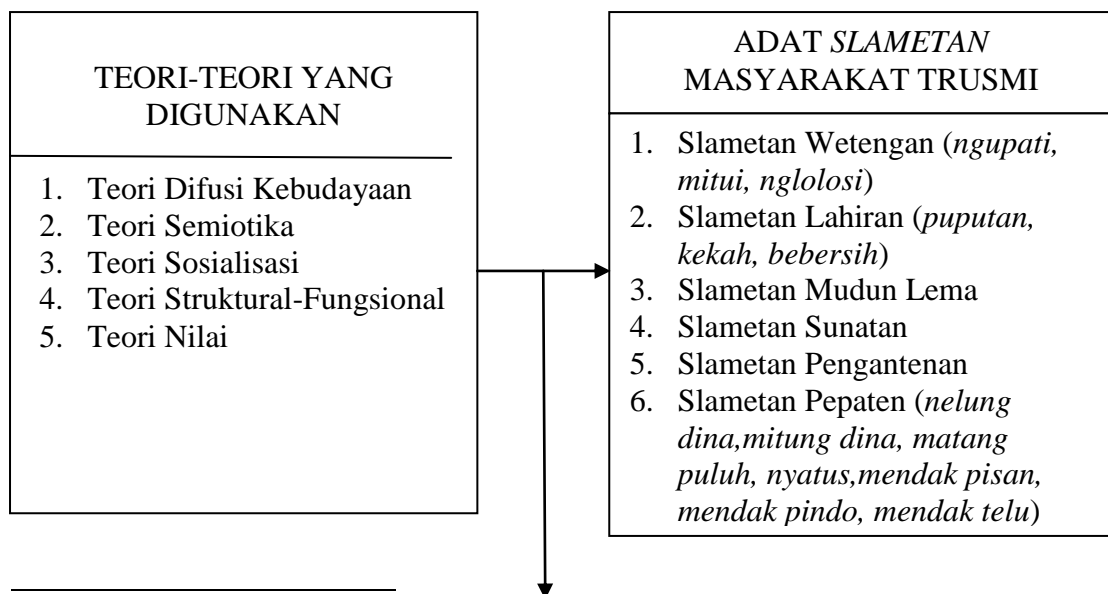 TEORI-TEORI YANG
DIGUNAKAN
1. Teori Difusi Kebudayaan
2. Teori Semiotika
3. Teori Sosialisasi
4. Teori Struktural-Fungsional
5. Teori Nilai
ADAT SLAMETAN
MASYARAKAT TRUSMI
1. Slametan Wetengan (ngupati,
mitui, nglolosi)
2. Slametan Lahiran (puputan,
kekah, bebersih)
3. Slametan Mudun Lema
4. Slametan Sunatan
5. Slametan Pengantenan
6. Slametan Pepaten (nelung
dina,mitung dina, matang
puluh, nyatus,mendak pisan,
mendak pindo, mendak telu)